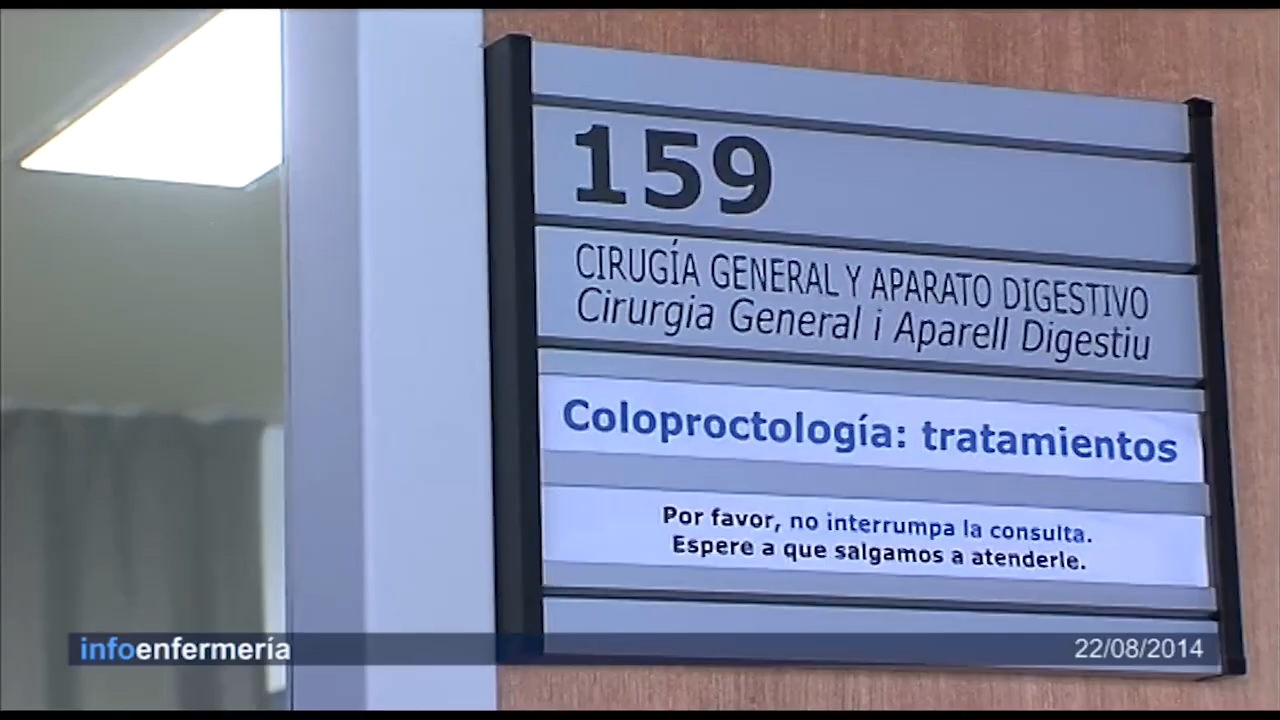 159
CIRUGÍA GENERAL Y APARATO DIGESTIVO
Cirurgia General i Aparell Digestiu
Coloproctología: tratamientos
Por favor, no interrumpa la consulta.
Espere a que salgamos a atenderle.
infoenfermería
22/08/2014